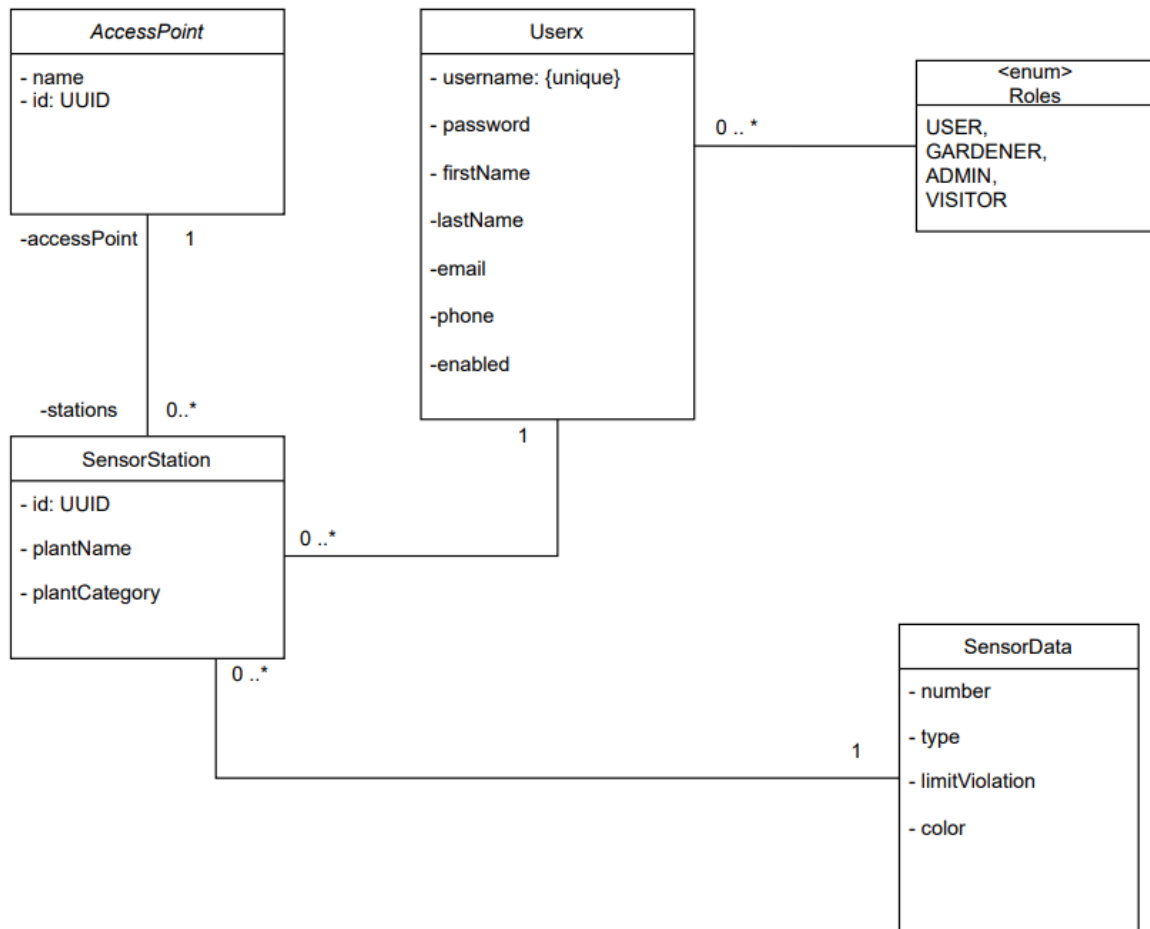 AccessPoint
- name
- id: UUID
-accessPoint
1
-stations
0..*
SensorStation
- id: UUID
- plantName
- plantCategory
0 ..*
Userx
- username: {unique}
- password
- firstName
-lastName
-email
-phone
-enabled
1
0 ..*
0 .. *
<enum>
Roles
USER,
GARDENER,
ADMIN,
VISITOR
1
SensorData
- number
- type
- limitViolation
- color